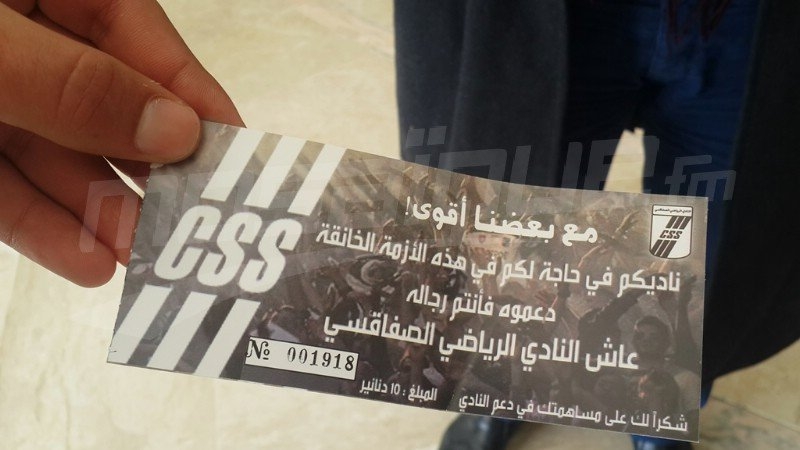 مع بعضنا أقوى!
ناديكم في حاجة لكم في هذه الأزمة الخانقة
دعموه فأنتم رجاله
عاش النادي الرياضي الصفاقسي
CSS
CSS
№ 001918
المبلغ : 10 دنانير
شكراً لك على مساهمتك في دعم النادي